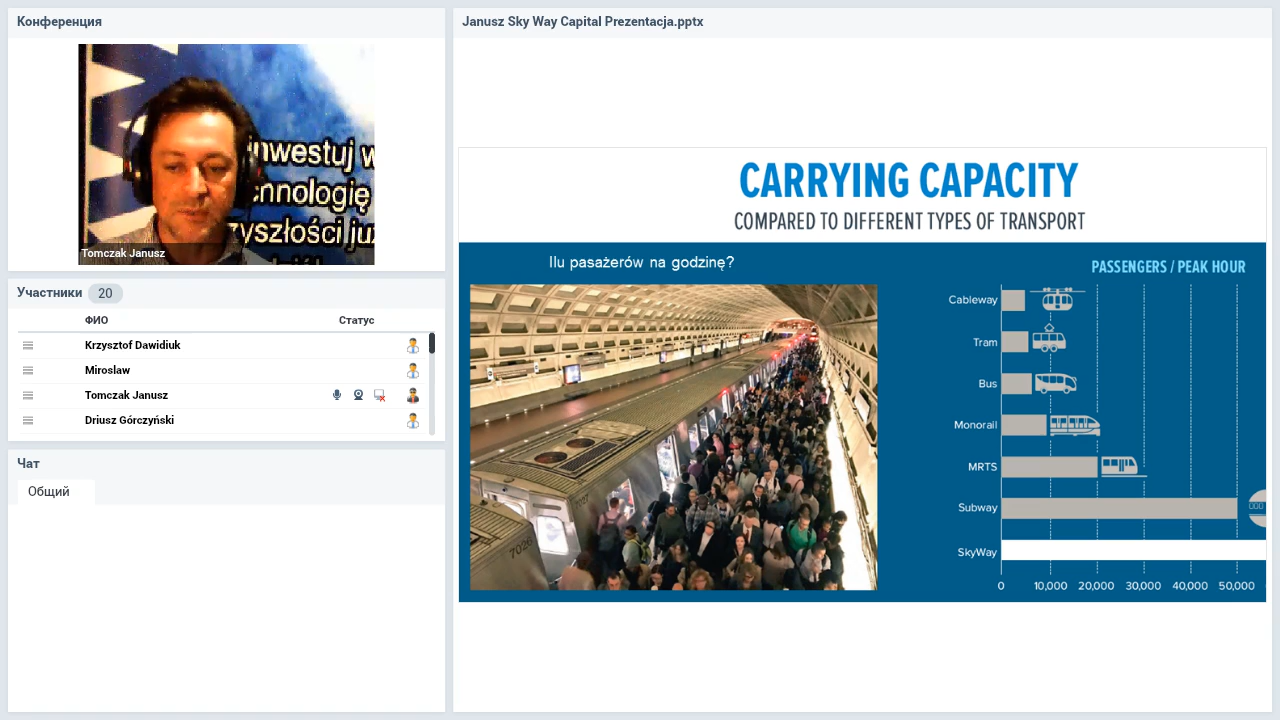 Конференция
inwestuj w
chnologię
zyszłości ju
Tomczak Janusz
Участники 20
ФИО Статус
Krzysztof Dawidiuk
Miroslaw
Tomczak Janusz
Driusz Górczyński
Чат
Общий
Janusz Sky Way Capital Prezentacja.pptx
CARRYING CAPACITY
COMPARED TO DIFFERENT TYPES OF TRANSPORT
Ilu pasażerów na godzinę?
7027
7026
PASSENGERS / PEAK HOUR
Cableway
Tram
Bus
Monorail
MRTS
Subway
SkyWay
0 10,000 20,000 30,000 40,000 50,000